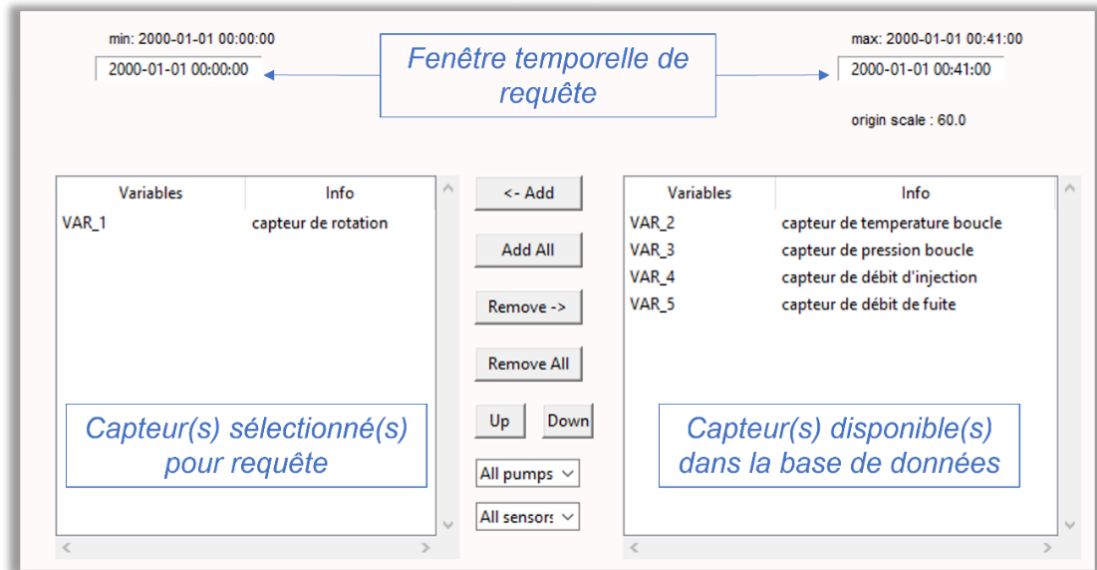 min: 2000-01-01 00:00:00
max: 2000-01-01 00:41:00
2000-01-01 00:00:00
Fenêtre temporelle de
requête
2000-01-01 00:41:00
origin scale : 60.0
Variables Info
VAR_1 capteur de rotation
Capteur(s) sélectionné(s)
pour requête
<- Add
Add All
Remove ->
Remove All
Up Down
All pumps
All sensors
Variables Info
VAR_2 capteur de temperature boucle
VAR_3 capteur de pression boucle
VAR_4 capteur de débit d'injection
VAR_5 capteur de débit de fuite
Capteur(s) disponible(s)
dans la base de données